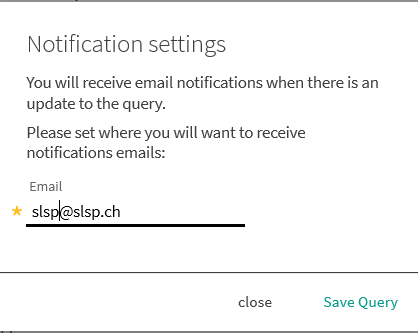 Notification settings
You will receive email notifications when there is an
update to the query.
Please set where you will want to receive
notifications emails:
Email
slsp@slsp.ch
close Save Query